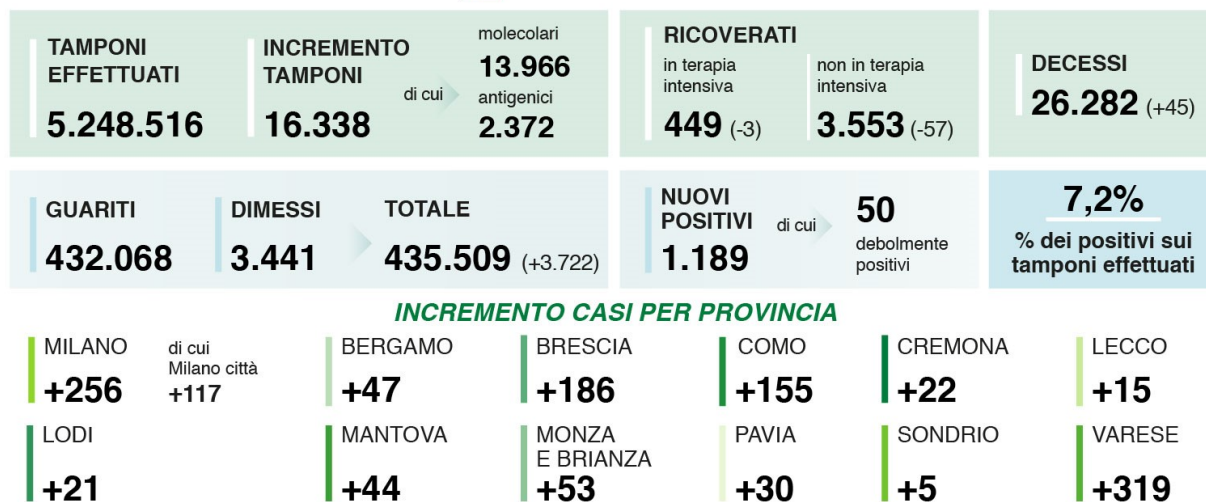 TAMPONI
EFFETTUATI
5.248.516
INCREMENTO
TAMPONI
16.338
di cui
molecolari
13.966
antigenici
2.372
RICOVERATI
in terapia
intensiva
449 (-3)
non in terapia
intensiva
3.553 (-57)
DECESSI
26.282 (+45)
GUARITI
432.068
DIMESSI
3.441
TOTALE
435.509 (+3.722)
NUOVI
POSITIVI
1.189
di cui
50
debolmente
positivi
7,2%
% dei positivi sui
tamponi effettuati
INCREMENTO CASI PER PROVINCIA
MILANO
+256
di cui
Milano città
+117
BERGAMO
+47
BRESCIA
+186
COMO
+155
CREMONA
+22
LECCO
+15
LODI
+21
MANTOVA
+44
MONZA
E BRIANZA
+53
PAVIA
+30
SONDRIO
+5
VARESE
+319